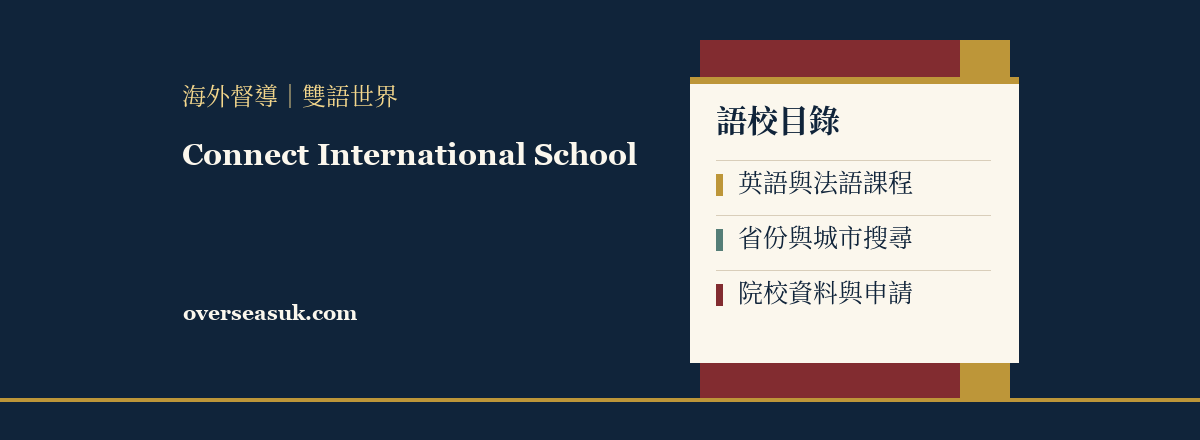 海外督導｜雙語世界
Connect International School
overseasuk.com
語校目錄
英語與法語課程
省份與城市搜尋
院校資料與申請